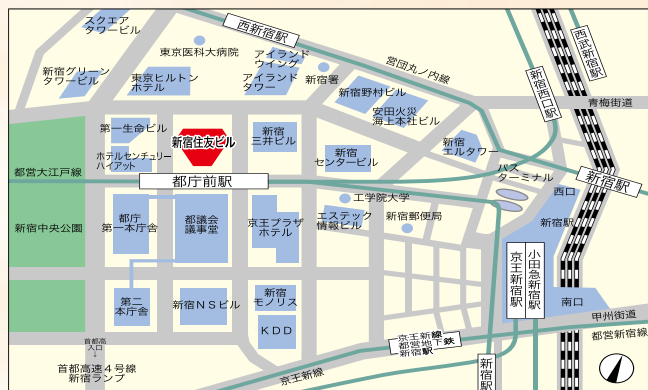 スクエア
タワービル
西新宿駅
東京医科大病院
アイランド
ウイング
営団丸ノ内線
西武新宿駅
新宿グリーン
タワービル
東京ヒルトン
ホテル
アイランド
タワー
新宿署
新宿野村ビル
新宿西口駅
青梅街道
安田火災
海上本社ビル
第一生命ビル
新宿住友ビル
新宿
三井ビル
ホテルセンチュリー
ハイアット
新宿
センタービル
新宿
エルタワー
バス
ターミナル
都営大江戸線
都庁前駅
新宿駅
西口
工学院大学
新宿中央公園
都庁
第一本庁舎
都議会
議事堂
京王プラザ
ホテル
エステック
情報ビル
新宿郵便局
新宿駅
京王新宿駅
小田急新宿駅
第二
本庁舎
新宿NSビル
新宿
モノリス
南口
KDD
甲州街道
都営新宿線
京王新線
都営地下鉄
新宿駅
首都高
入口
↓
首都高速4号線
新宿ランプ
京王新線
新宿駅